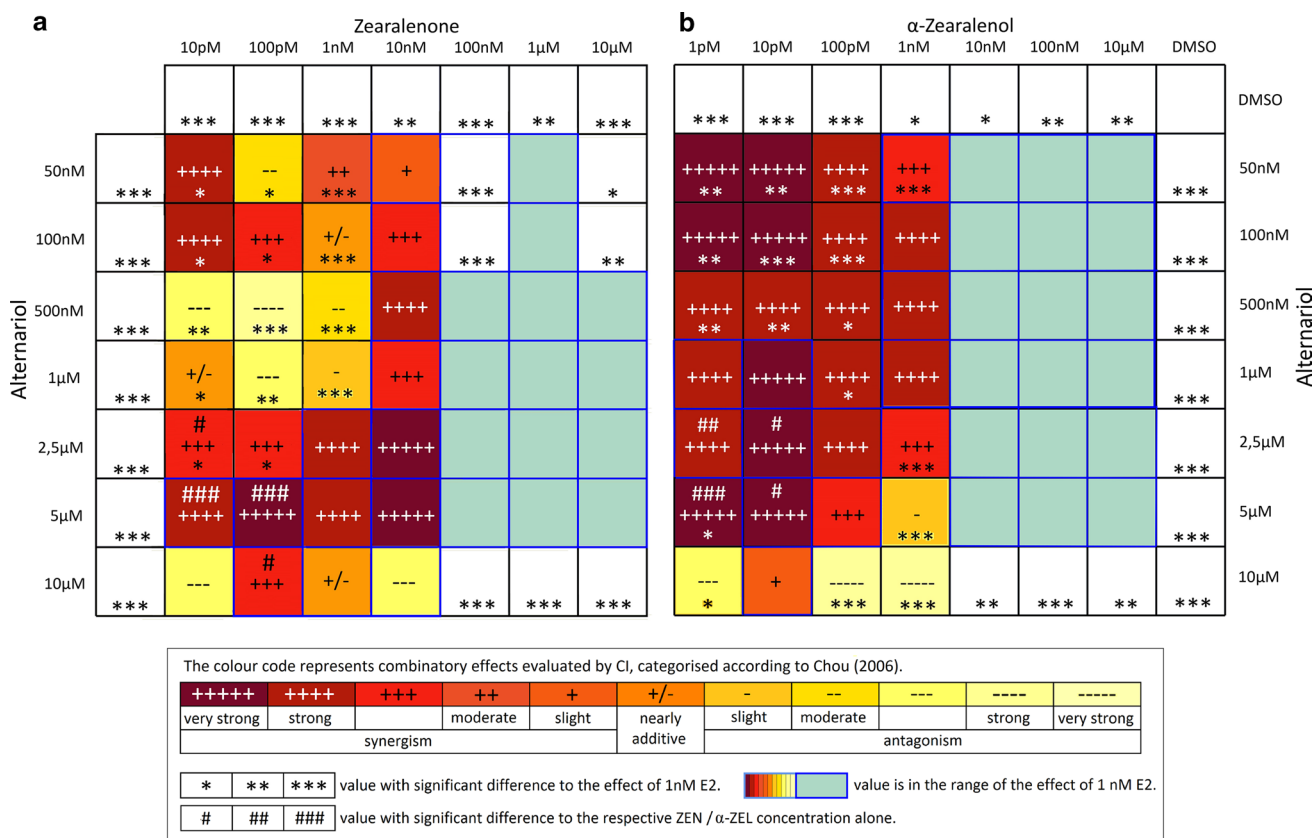 a Zearalenone b α-Zearalenol
10pM 100pM 1nM 10nM 100nM 1µM 10µM 1pM 10pM 100pM 1nM 10nM 100nM 10µM DMSO
*** *** *** ** *** ** *** *** *** *** * * ** ** DMSO
50nM ++++ -- ++ + +++++ +++++ ++++ +++ 50nM
*** * * *** *** * ** ** *** *** ***
100nM ++++ +++ +/- +++ +++++ +++++ ++++ ++++ 100nM
*** * * *** *** ** ** *** *** ***
500nM --- ---- -- ++++ ++++ ++++ ++++ ++++ 500nM
*** ** *** *** ** ** * ***
Alternariol Alternariol
1µM +/- --- - +++ ++++ +++++ ++++ ++++ 1µM
*** * ** *** * ***
# ## #
2,5µM +++ +++ ++++ +++++ ++++ +++++ ++++ +++ 2,5µM
*** * * *** ***
### ### ### #
5µM ++++ +++++ ++++ +++++ +++++ +++++ +++ - 5µM
*** * *** ***
#
10µM --- +++ +/- --- --- + ----- ----- 10µM
*** *** *** *** * *** *** ** *** ** ***
The colour code represents combinatory effects evaluated by CI, categorised according to Chou (2006).
+++++ ++++ +++ ++ + +/- - -- --- ---- -----
very strong strong moderate slight nearly additive slight moderate strong very strong
synergism antagonism
* ** *** value with significant difference to the effect of 1nM E2. value is in the range of the effect of 1 nM E2.
# ## ### value with significant difference to the respective ZEN / α-ZEL concentration alone.